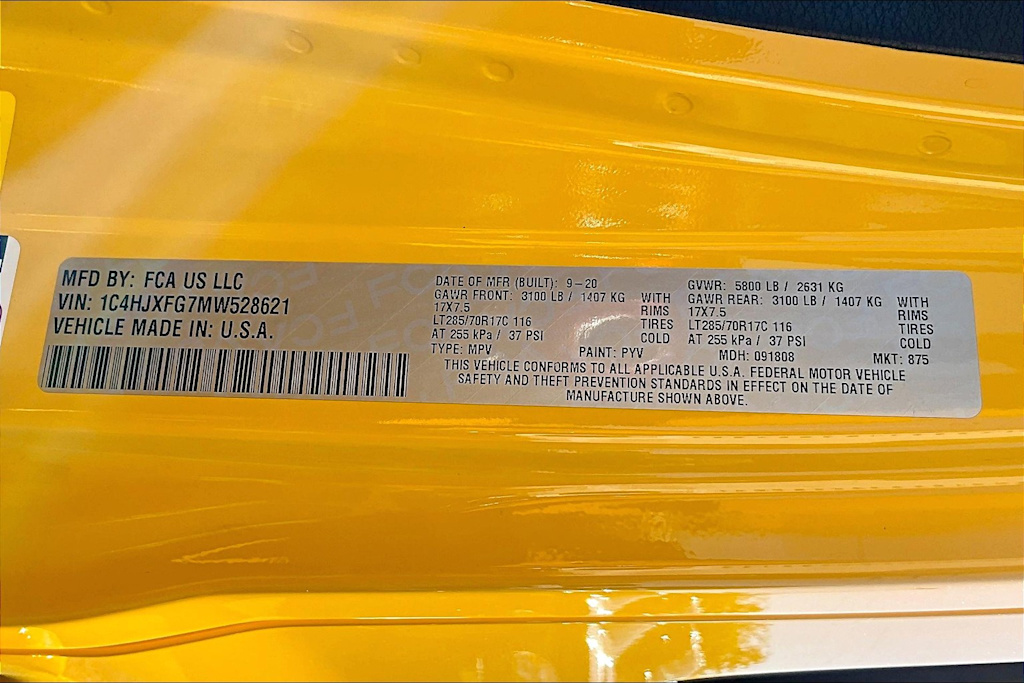 MFD BY: FCA US LLC
VIN: 1C4HJXFG7MW528621
VEHICLE MADE IN: U.S.A.
DATE OF MFR (BUILT): 9-20
GAWR FRONT: 3100 LB / 1407 KG WITH
17X7.5 RIMS
LT285/70R17C 116 TIRES
AT 255 kPa / 37 PSI COLD
TYPE: MPV PAINT: PYV
GVWR: 5800 LB / 2631 KG
GAWR REAR: 3100 LB / 1407 KG WITH
17X7.5 RIMS
LT285/70R17C 116 TIRES
AT 255 kPa / 37 PSI COLD
MDH: 091808 MKT: 875
THIS VEHICLE CONFORMS TO ALL APPLICABLE U.S.A. FEDERAL MOTOR VEHICLE
SAFETY AND THEFT PREVENTION STANDARDS IN EFFECT ON THE DATE OF
MANUFACTURE SHOWN ABOVE.